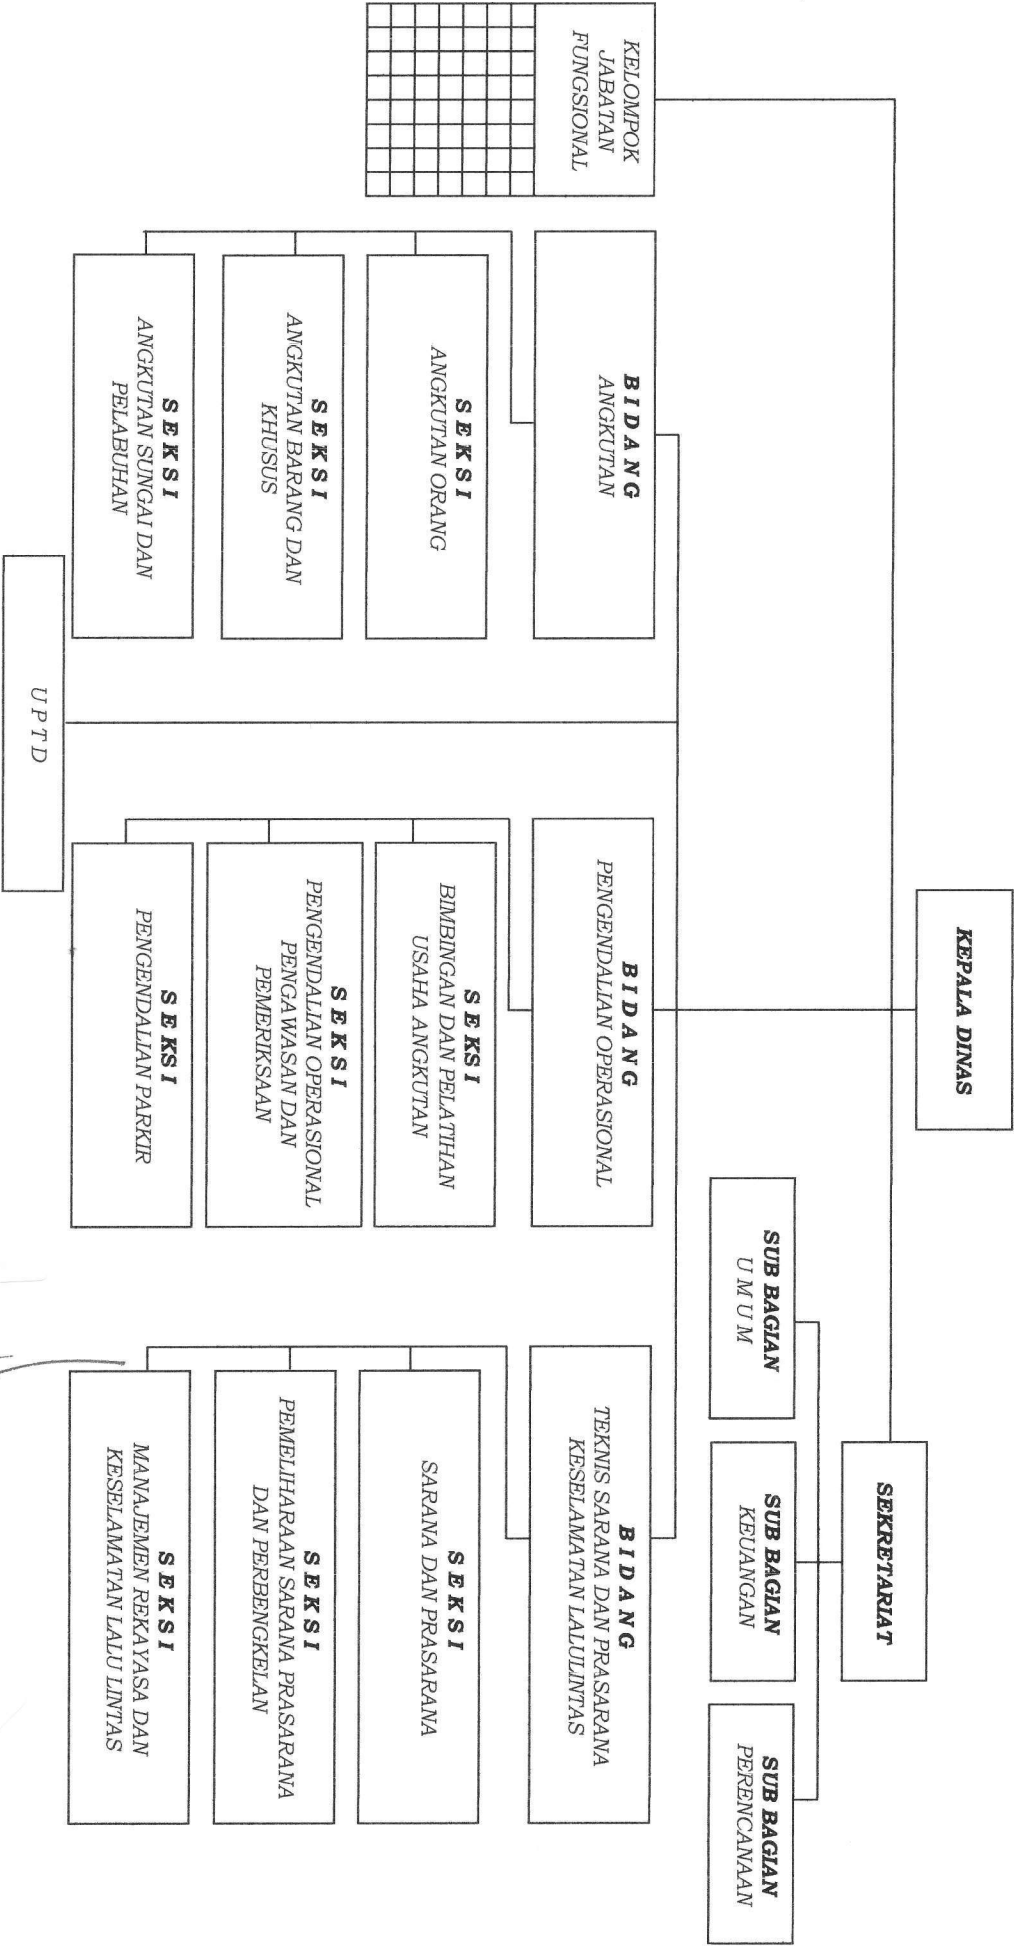 KEPALA DINAS
SEKRETARIAT
SUB BAGIAN
U M U M
SUB BAGIAN
KEUANGAN
SUB BAGIAN
PERENCANAAN
KELOMPOK
JABATAN
FUNGSIONAL
B I D A N G
ANGKUTAN
S E K S I
ANGKUTAN ORANG
S E K S I
ANGKUTAN BARANG DAN
KHUSUS
S E K S I
ANGKUTAN SUNGAI DAN
PELABUHAN
B I D A N G
PENGENDALIAN OPERASIONAL
S E KSI
BIMBINGAN DAN PELATIHAN
USAHA ANGKUTAN
S E K S I
PENGENDALIAN OPERASIONAL
PENGAWASAN DAN
PEMERIKSAAN
S E KSI
PENGENDALIAN PARKIR
B I D A N G
TEKNIS SARANA DAN PRASARANA
KESELAMATAN LALULINTAS
S E K S I
SARANA DAN PRASARANA
S E K S I
PEMELIHARAAN SARANA PRASARANA
DAN PERBENGKELAN
S E K S I
MANAJEMEN REKAYASA DAN
KESELAMATAN LALU LINTAS
U P T D